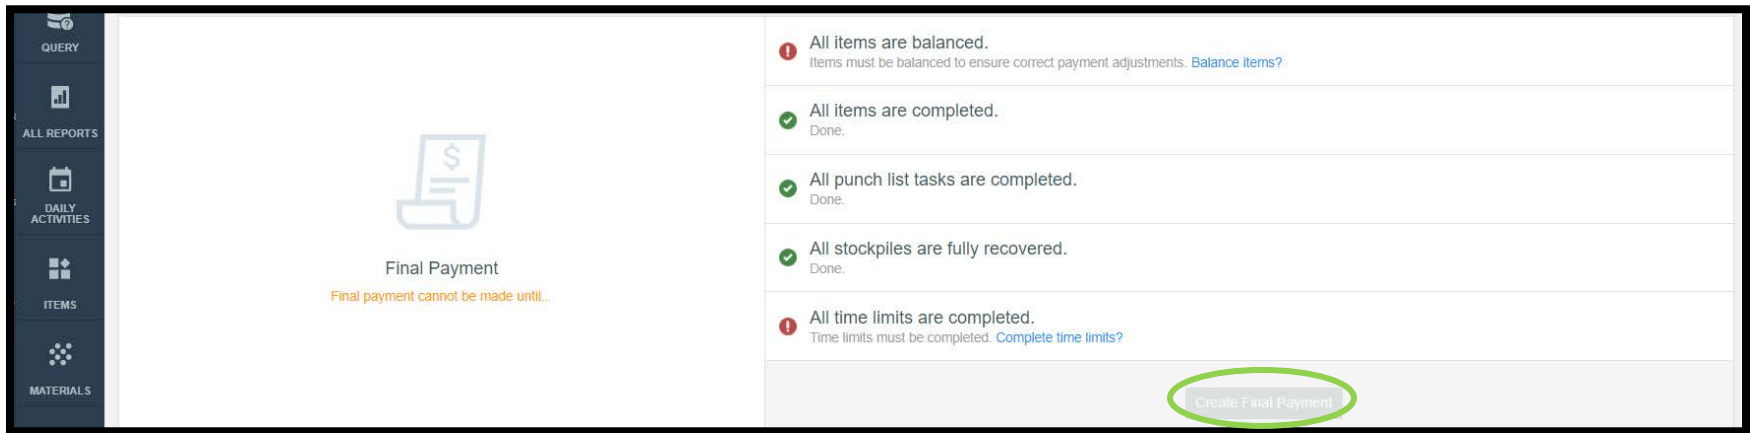 QUERY
ALL REPORTS
DAILY
ACTIVITIES
ITEMS
MATERIALS
$
Final Payment
Final payment cannot be made until...
All items are balanced.
Items must be balanced to ensure correct payment adjustments. Balance items?
All items are completed.
Done.
All punch list tasks are completed.
Done.
All stockpiles are fully recovered.
Done.
All time limits are completed.
Time limits must be completed. Complete time limits?
Create Final Payment